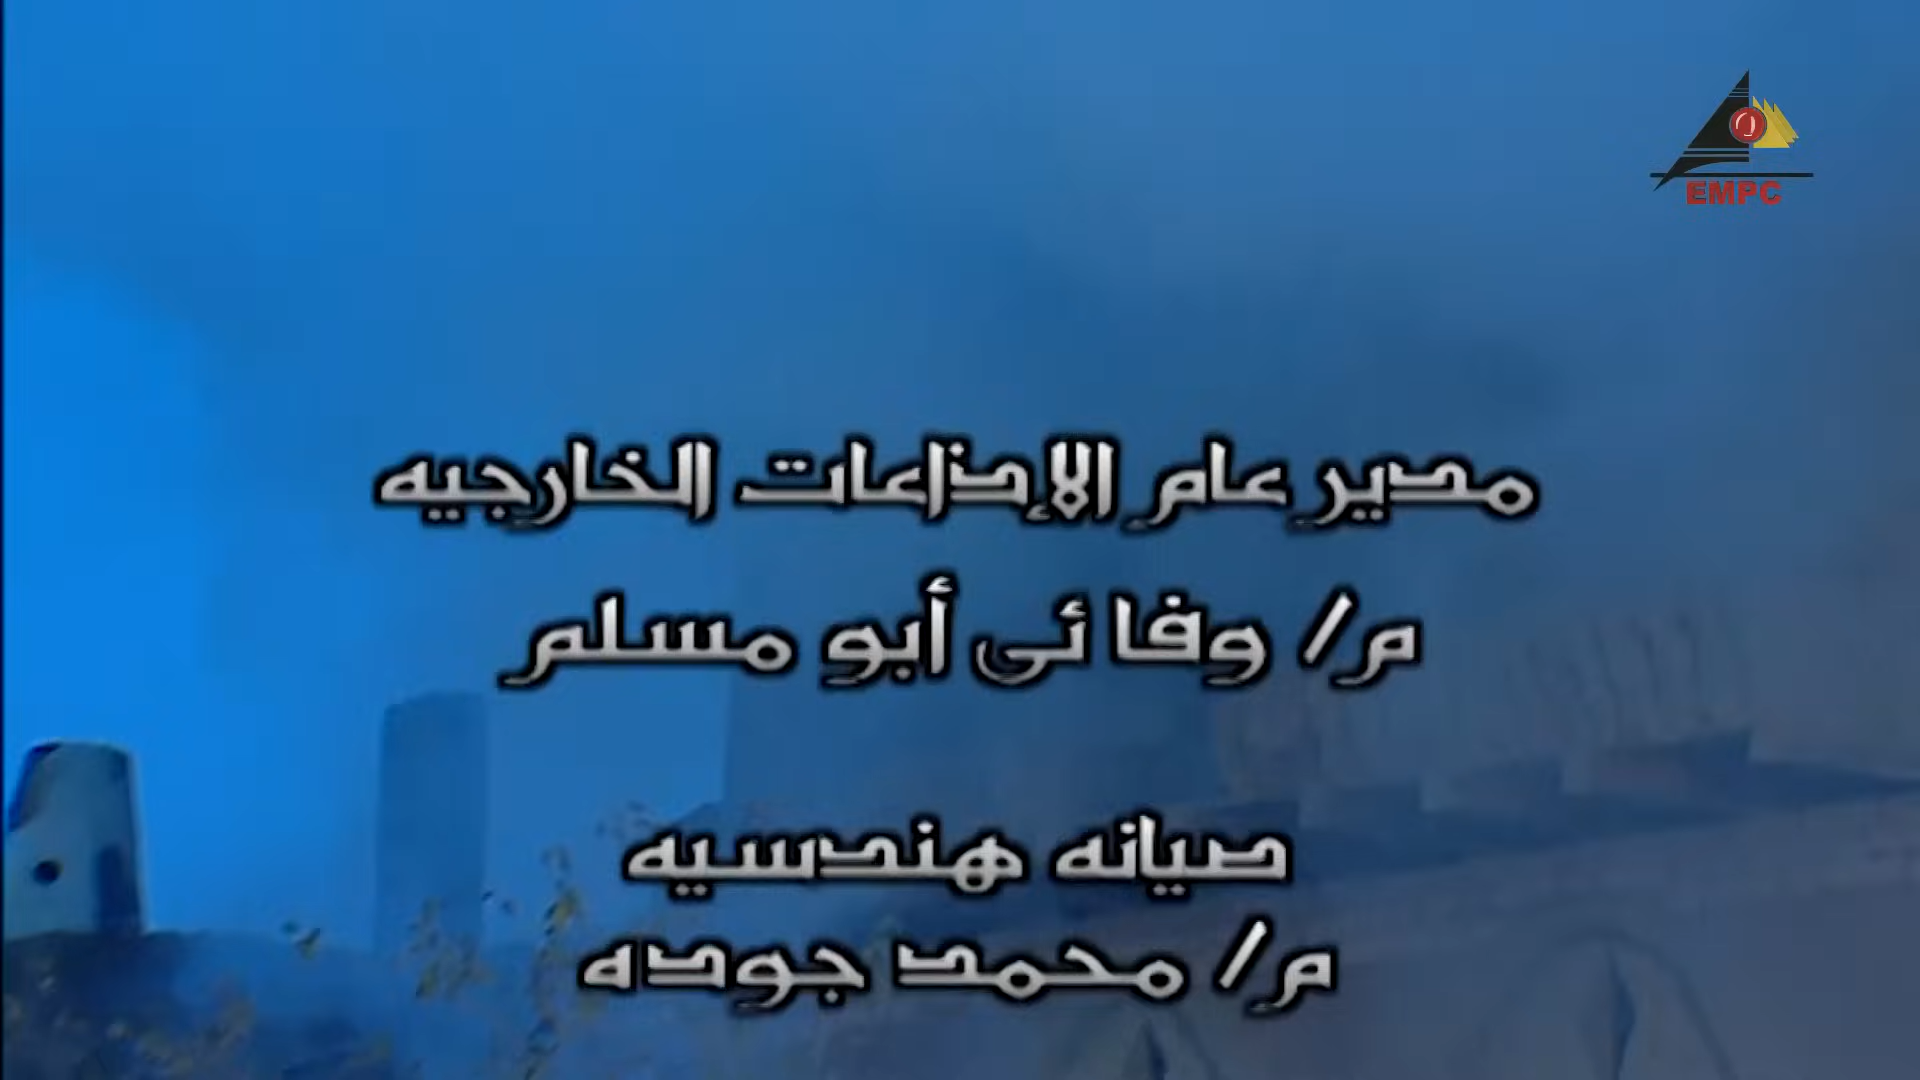 EMPC
مدير عام الإذاعات الخارجيه
م/ وفائى أبو مسلم
صيانه هندسيه
م/ محمد جوده